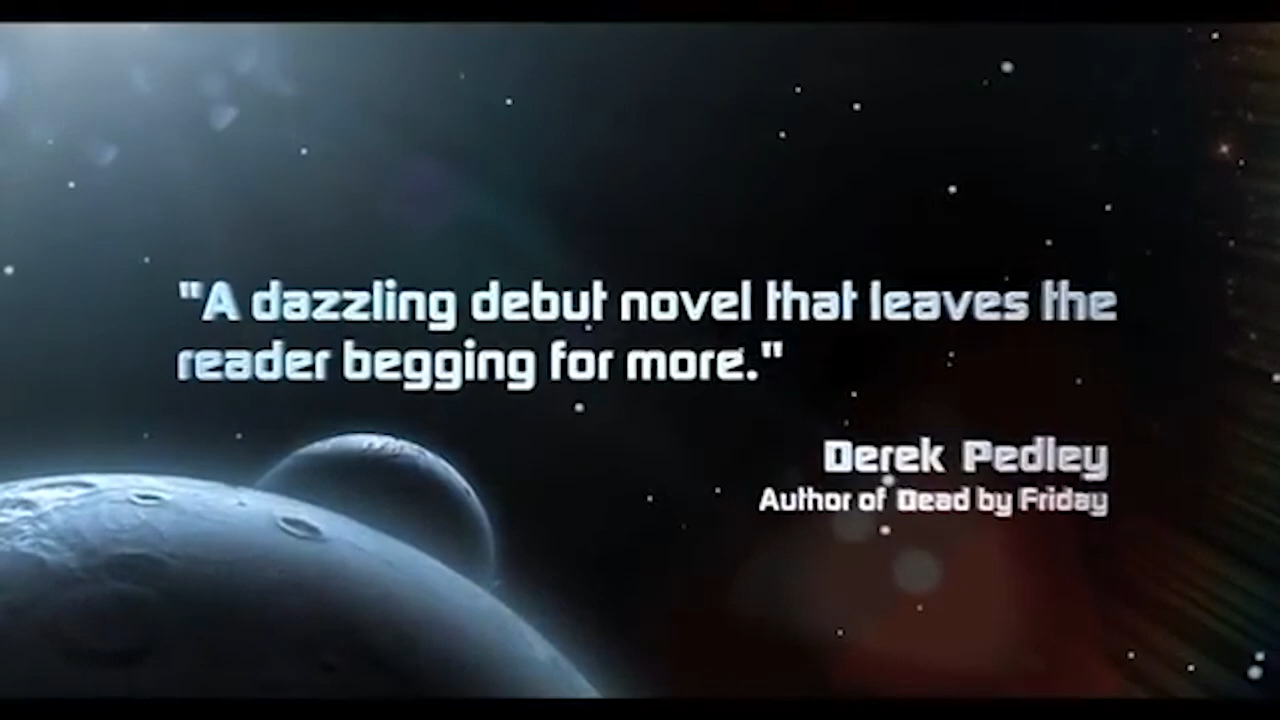 "A dazzling debut novel that leaves the
reader begging for more."
Derek Pedley
Author of Dead by Friday